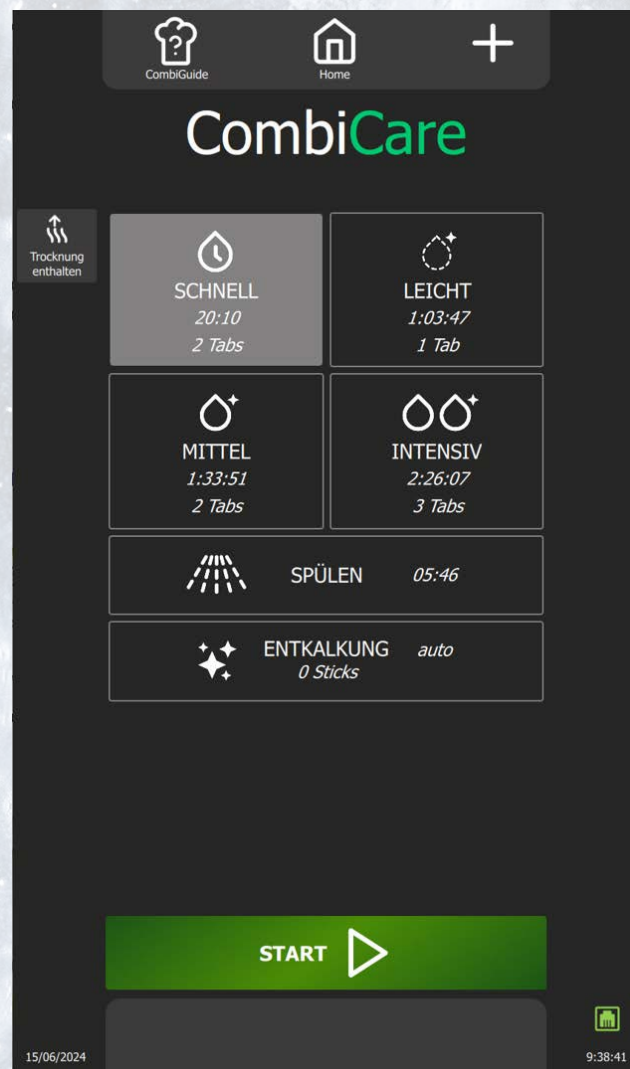 CombiGuide
Home
CombiCare
Trocknung
enthalten
SCHNELL
20:10
2 Tabs
LEICHT
1:03:47
1 Tab
MITTEL
1:33:51
2 Tabs
INTENSIV
2:26:07
3 Tabs
SPÜLEN 05:46
ENTKALKUNG auto
0 Sticks
START
15/06/2024
9:38:41